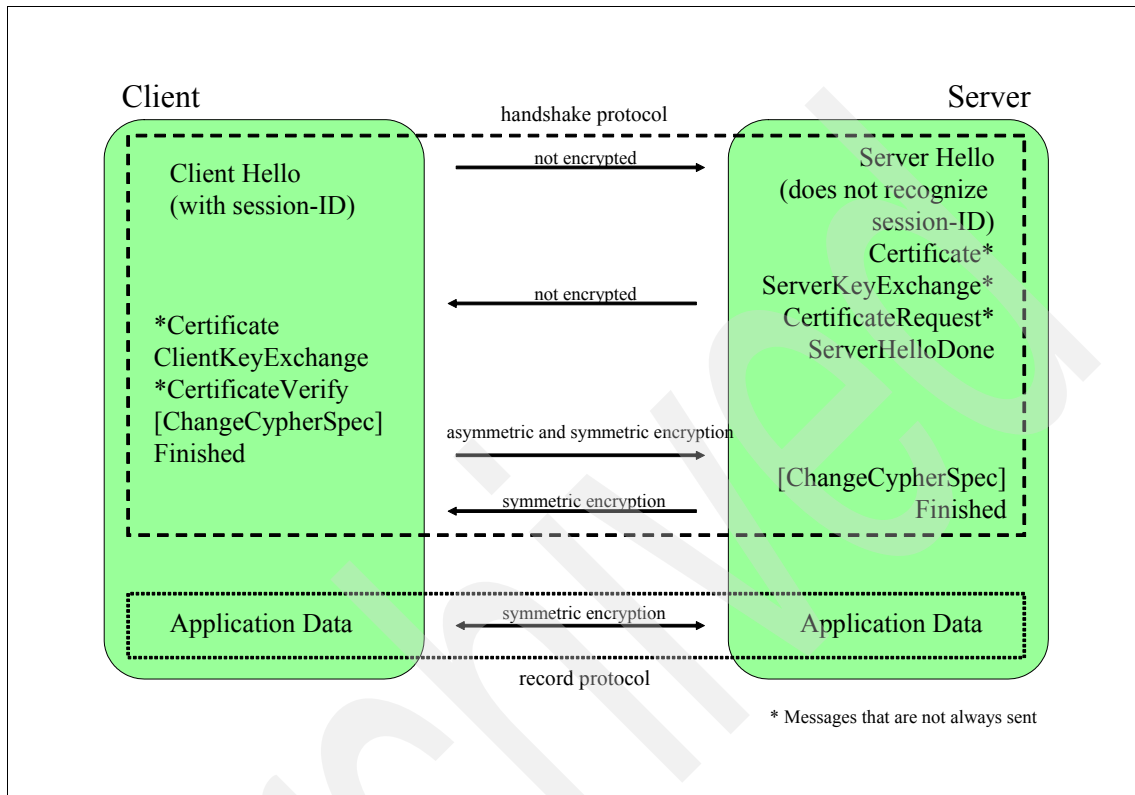 Client
Server
handshake protocol
Client Hello
(with session-ID)
not encrypted
Server Hello
(does not recognize
session-ID)
Certificate*
ServerKeyExchange*
CertificateRequest*
ServerHelloDone
not encrypted
*Certificate
ClientKeyExchange
*CertificateVerify
[ChangeCypherSpec]
Finished
asymmetric and symmetric encryption
[ChangeCypherSpec]
Finished
symmetric encryption
Application Data
symmetric encryption
Application Data
record protocol
* Messages that are not always sent